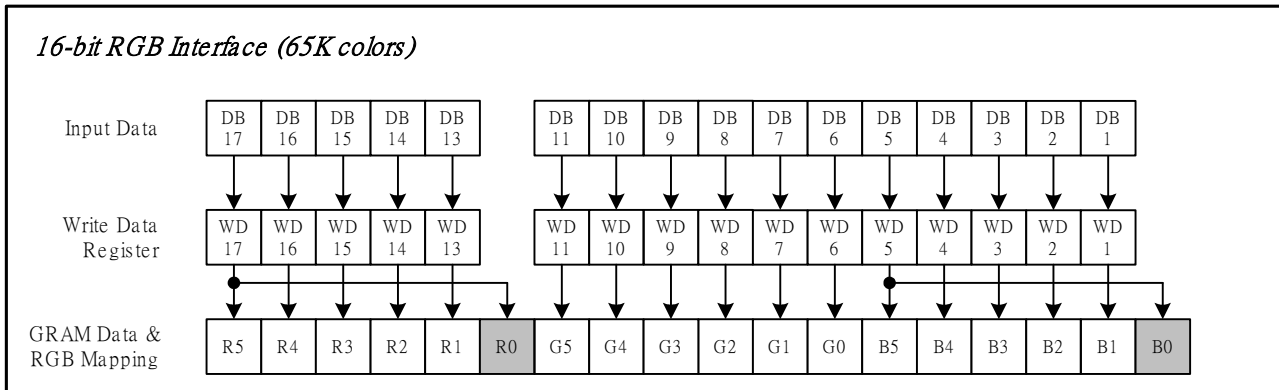 16-bit RGB Interface (65K colors)
Input Data
DB DB DB DB DB DB DB DB DB DB DB DB DB DB DB DB
17 16 15 14 13 11 10 9 8 7 6 5 4 3 2 1
Write Data
Register
WD WD WD WD WD WD WD WD WD WD WD WD WD WD WD WD
17 16 15 14 13 11 10 9 8 7 6 5 4 3 2 1
GRAM Data &
RGB Mapping
R5 R4 R3 R2 R1 R0 G5 G4 G3 G2 G1 G0 B5 B4 B3 B2 B1 B0